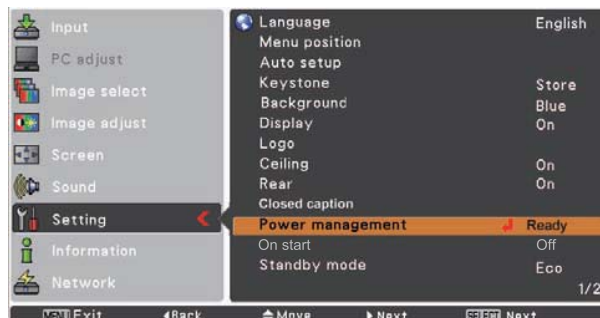 Input
PC adjust
Image select
Image adjust
Screen
Sound
Setting
Information
Network
Language English
Menu position
Auto setup
Keystone Store
Background Blue
Display On
Logo
Ceiling On
Rear On
Closed caption
Power management Ready
On start Off
Standby mode Eco
1/2
MENU Exit Back Move Next SELECT Next